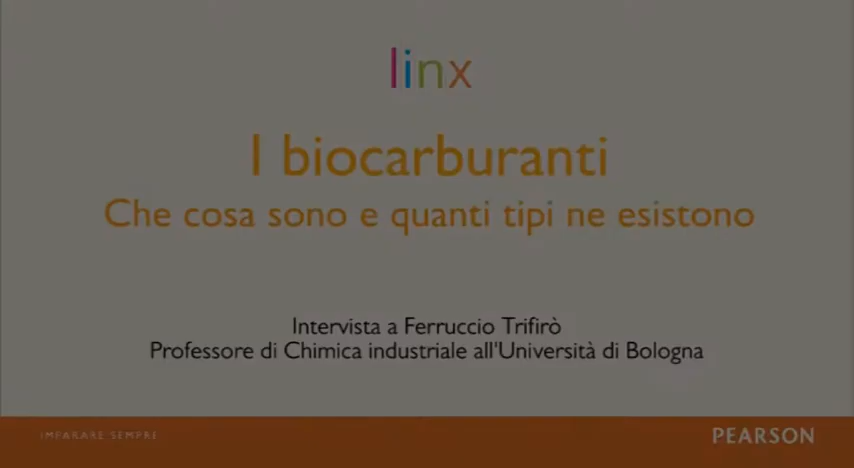 linx
I biocarburanti
Che cosa sono e quanti tipi ne esistono
Intervista a Ferruccio Trifirò
Professore di Chimica industriale all'Università di Bologna
IMPARARE SEMPRE
PEARSON